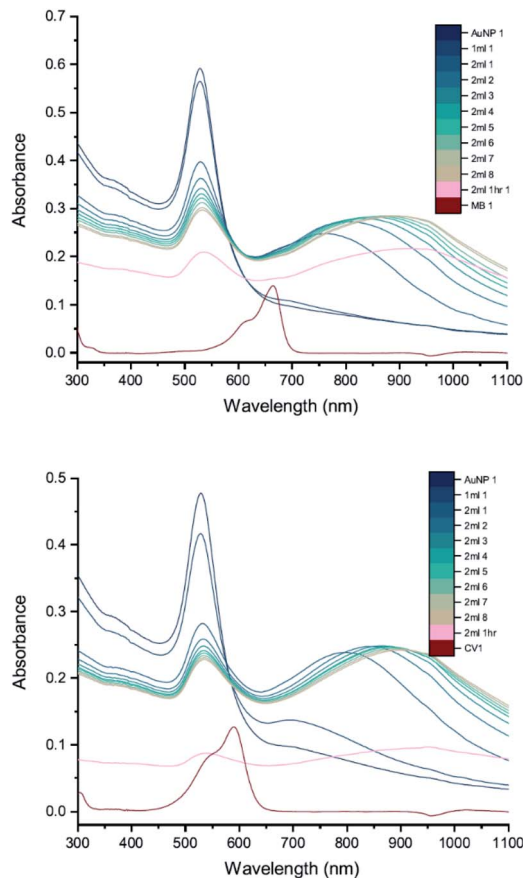 0.7
0.6
0.5
0.4
0.3
0.2
0.1
0.0
Absorbance
300 400 500 600 700 800 900 1000 1100
Wavelength (nm)
AuNP 1
1ml 1
2ml 1
2ml 2
2ml 3
2ml 4
2ml 5
2ml 6
2ml 7
2ml 8
2ml 1hr 1
MB 1
0.5
0.4
0.3
0.2
0.1
0.0
Absorbance
300 400 500 600 700 800 900 1000 1100
Wavelength (nm)
AuNP 1
1ml 1
2ml 1
2ml 2
2ml 3
2ml 4
2ml 5
2ml 6
2ml 7
2ml 8
2ml 1hr
CV1